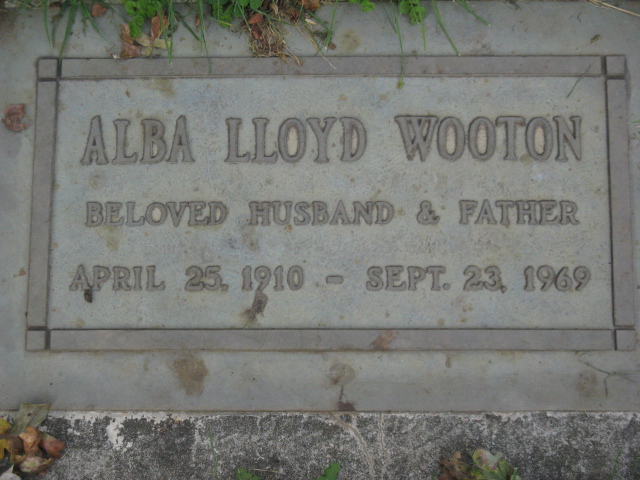 ALBA LLOYD WOOTON
BELOVED HUSBAND & FATHER
APRIL 25, 1910 - SEPT. 23, 1969